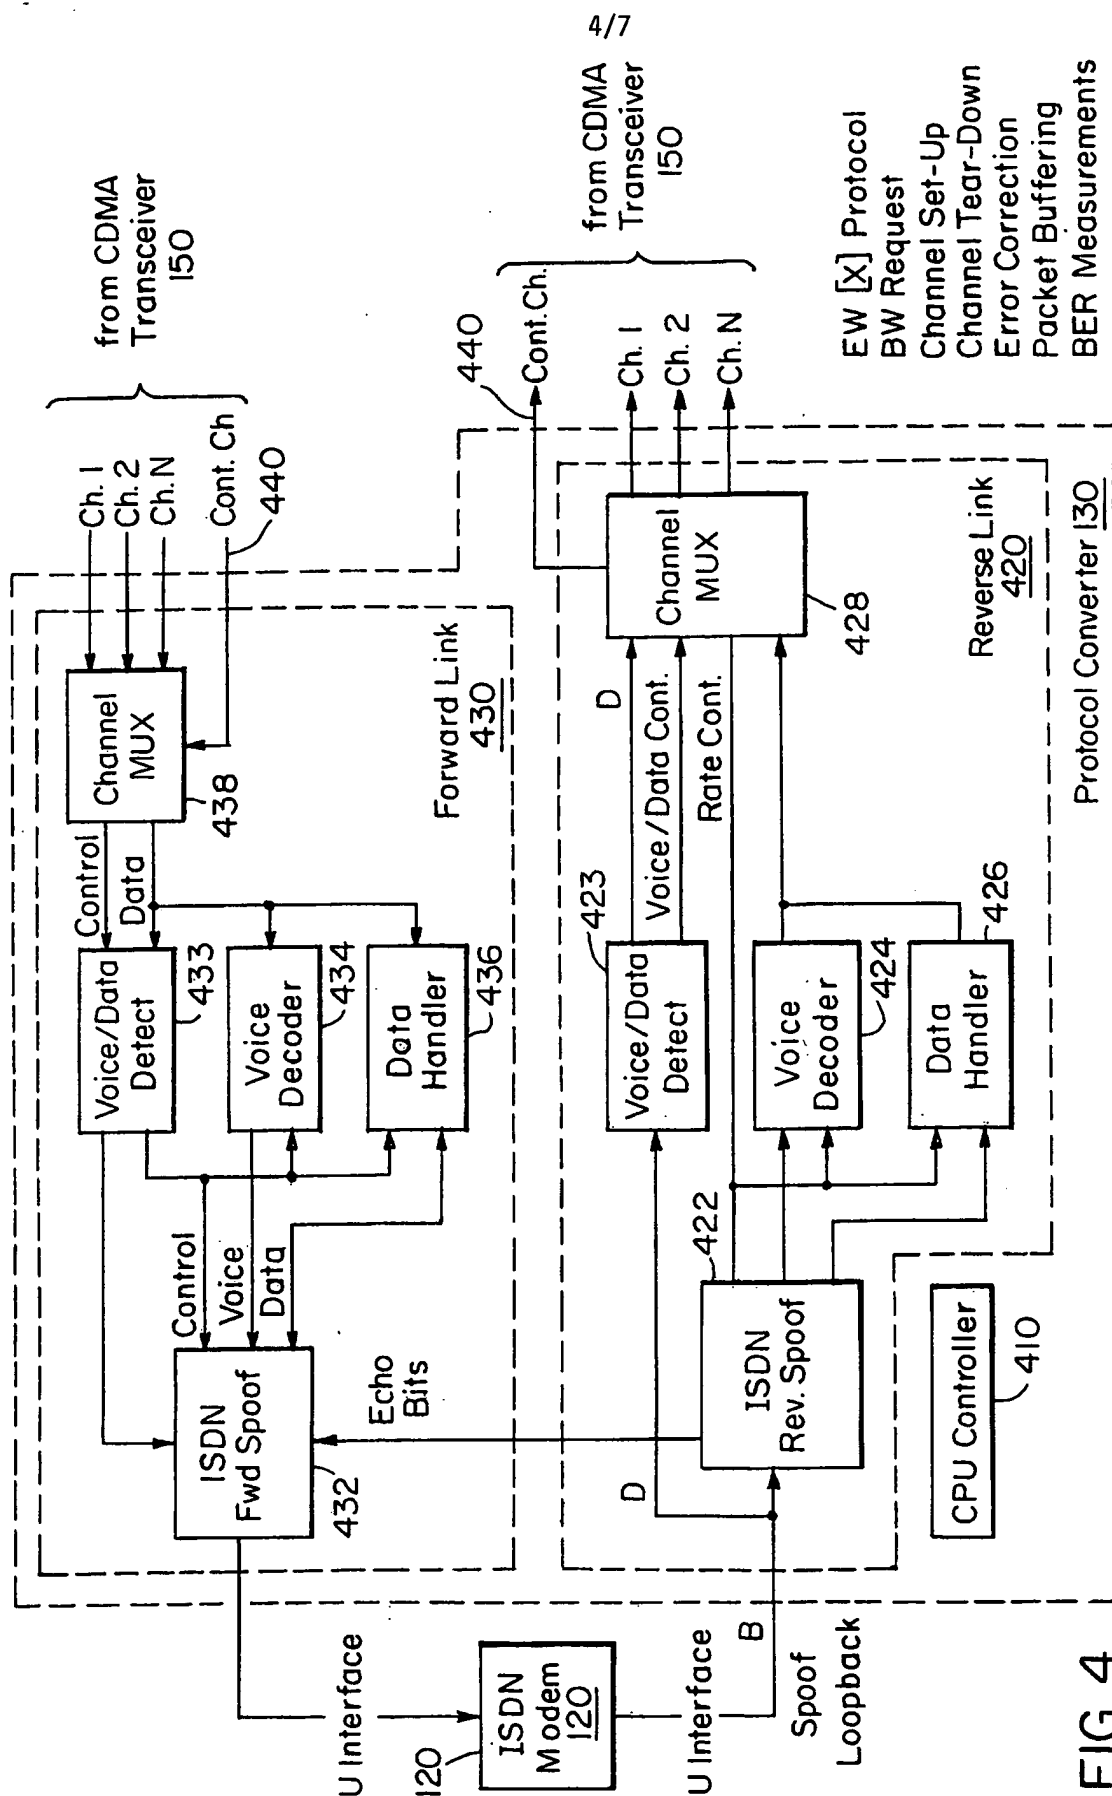 4/7
from CDMA
Transceiver
150
Ch. 1
Ch. 2
Ch. N
Cont. Ch
440
Channel
MUX
438
Control
Data
Voice/Data
Detect
433
Voice
Decoder
434
Data
Handler
436
Forward Link
430
Control
Voice
Data
ISDN
Fwd Spoof
432
Echo
Bits
U Interface
ISDN
Modem
120
120
U Interface
B
Spoof
Loopback
from CDMA
Transceiver
150
440
Cont. Ch.
Ch. 1
Ch. 2
Ch. N
Channel
MUX
428
D
Voice/Data Cont.
Rate Cont.
Voice/Data
Detect
423
Voice
Decoder
424
Data
Handler
426
Reverse Link
420
D
ISDN
Rev. Spoof
422
CPU Controller
410
Protocol Converter 130
EW [X] Protocol
BW Request
Channel Set-Up
Channel Tear-Down
Error Correction
Packet Buffering
BER Measurements
FIG. 4